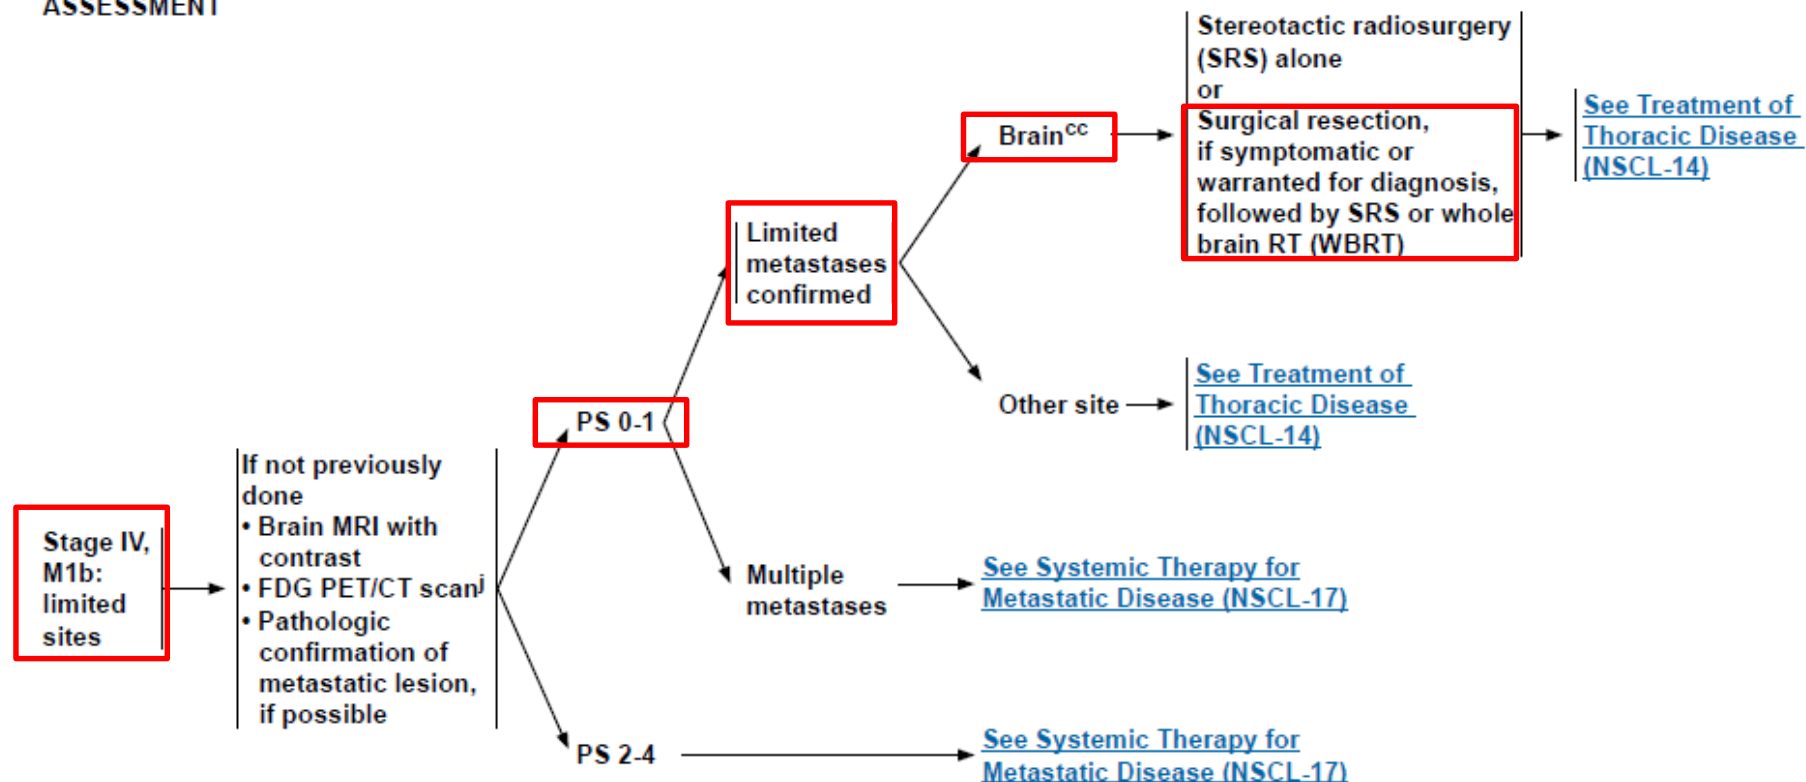 ASSESSMENT
Stage IV,
M1b:
limited
sites
If not previously
done
• Brain MRI with
contrast
• FDG PET/CT scanj
• Pathologic
confirmation of
metastatic lesion,
if possible
PS 0-1
Limited
metastases
confirmed
Braincc
Stereotactic radiosurgery
(SRS) alone
or
Surgical resection,
if symptomatic or
warranted for diagnosis,
followed by SRS or whole
brain RT (WBRT)
See Treatment of
Thoracic Disease
(NSCL-14)
Other site
See Treatment of
Thoracic Disease
(NSCL-14)
Multiple
metastases
See Systemic Therapy for
Metastatic Disease (NSCL-17)
PS 2-4
See Systemic Therapy for
Metastatic Disease (NSCL-17)